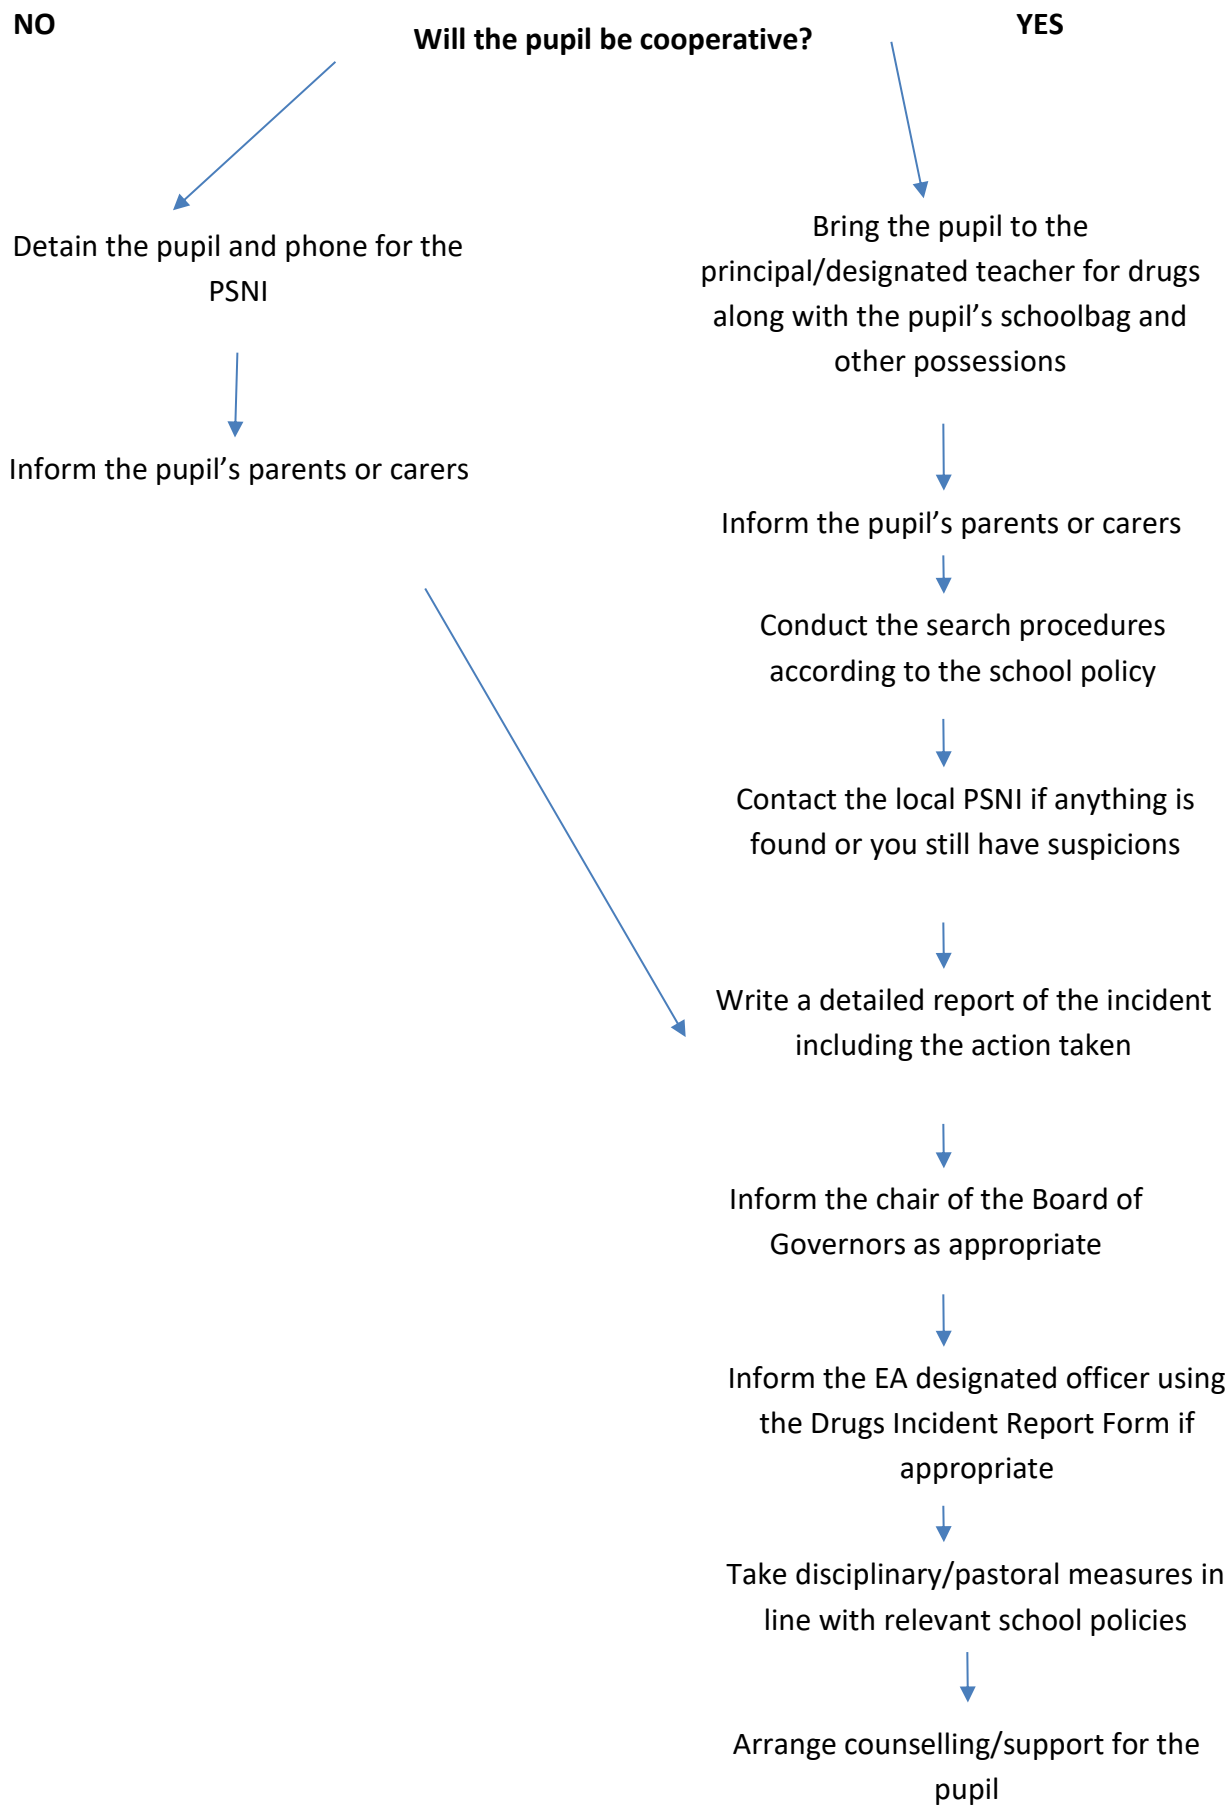 NO
Will the pupil be cooperative?
YES
Detain the pupil and phone for the
PSNI
Inform the pupil’s parents or carers
Bring the pupil to the
principal/designated teacher for drugs
along with the pupil’s schoolbag and
other possessions
Inform the pupil’s parents or carers
Conduct the search procedures
according to the school policy
Contact the local PSNI if anything is
found or you still have suspicions
Write a detailed report of the incident
including the action taken
Inform the chair of the Board of
Governors as appropriate
Inform the EA designated officer using
the Drugs Incident Report Form if
appropriate
Take disciplinary/pastoral measures in
line with relevant school policies
Arrange counselling/support for the
pupil